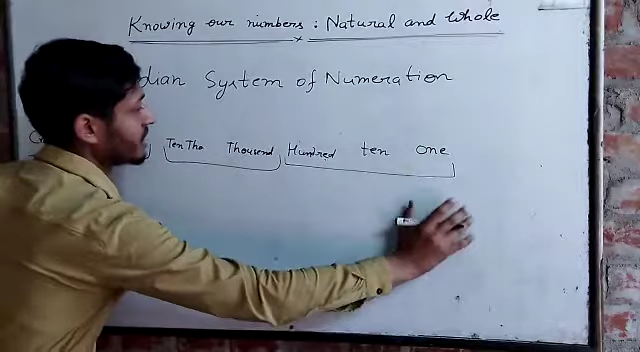 Knowing our numbers : Natural and Whole
dian System of Numeration
Ten Tho Thousand Hundred ten one